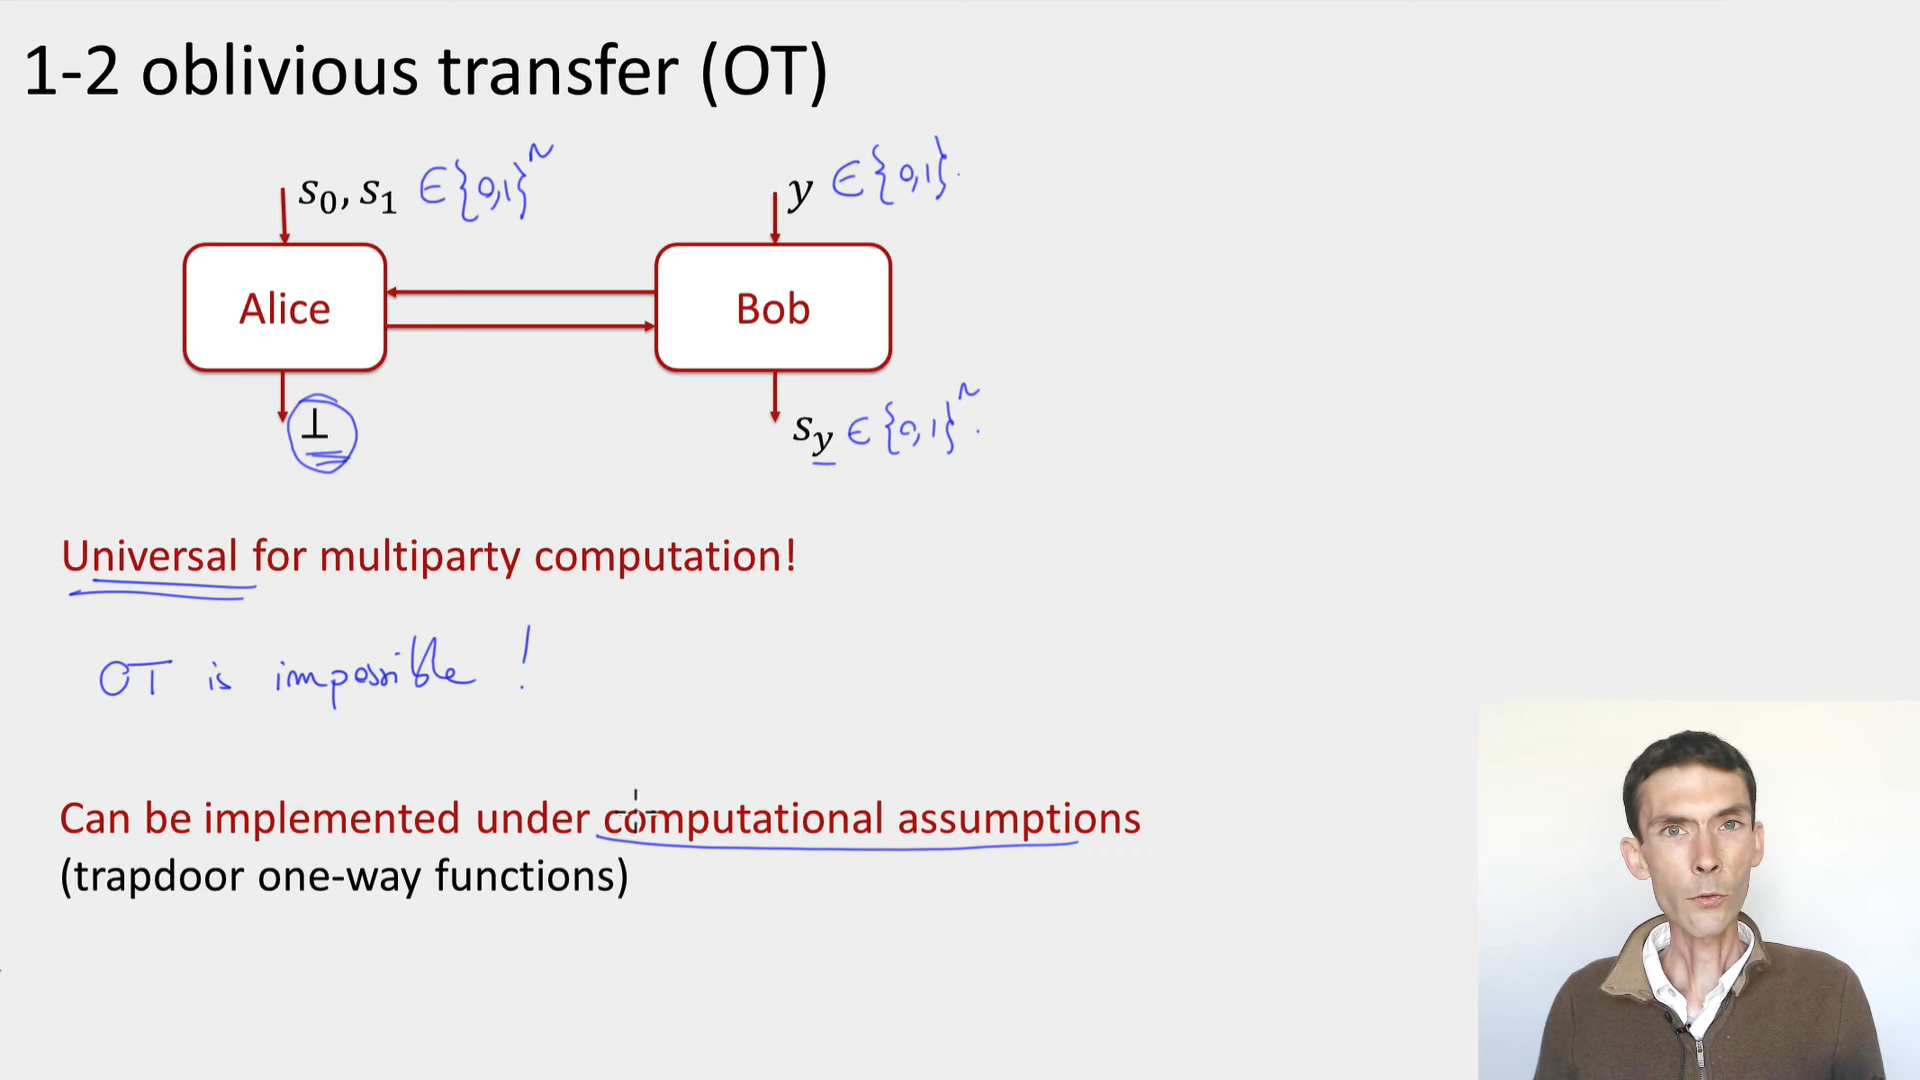 1-2 oblivious transfer (OT)
s₀, s₁ ∈ {0,1}ⁿ
y ∈ {0,1}.
Alice
Bob
⊥
s_y ∈ {0,1}ⁿ.
Universal for multiparty computation!
OT is impossible !
Can be implemented under computational assumptions
(trapdoor one-way functions)